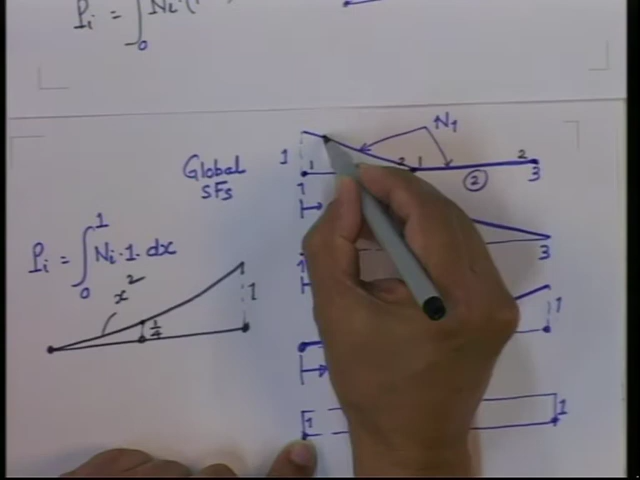 Pi = ∫0 Ni·(
Global
SFs
1
1
2
1
2
N1
②
3
1
Pi = ∫0 1 Ni·1·dx
x²
1/4
1
3
1
1
1
1